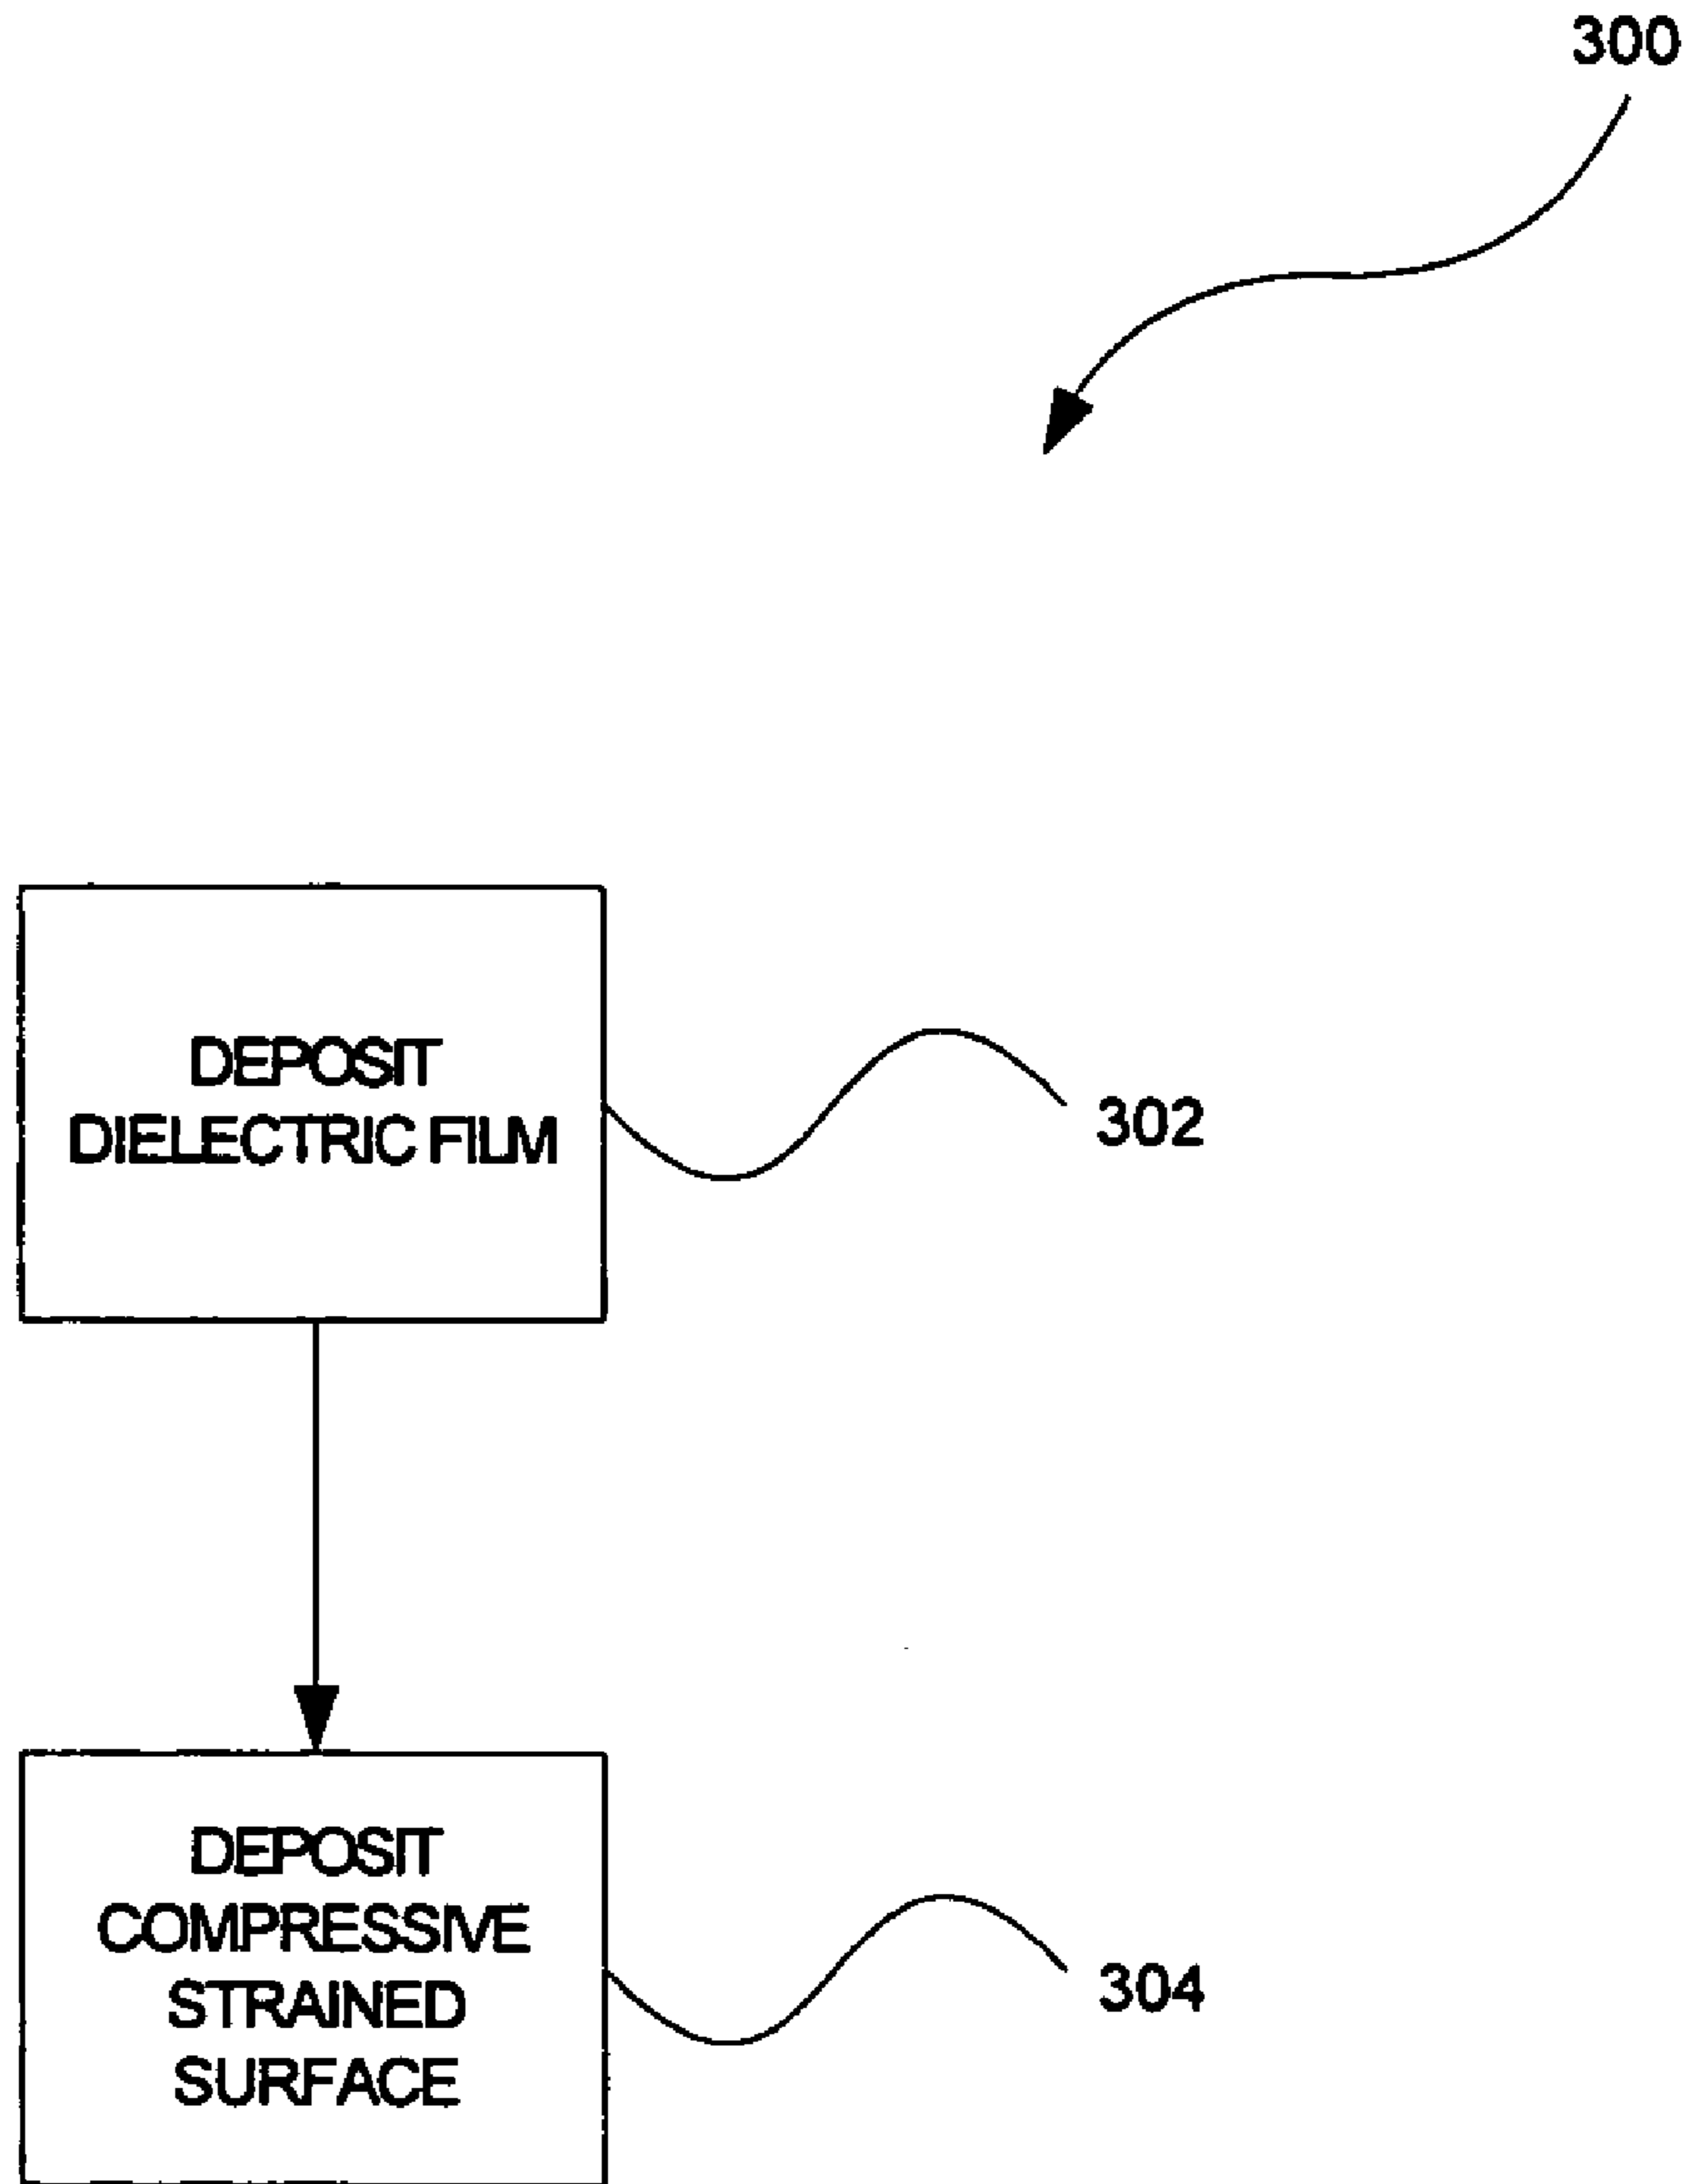 300
DEPOSIT
DIELECTRIC FILM
302
DEPOSIT
COMPRESSIVE
STRAINED
SURFACE
304